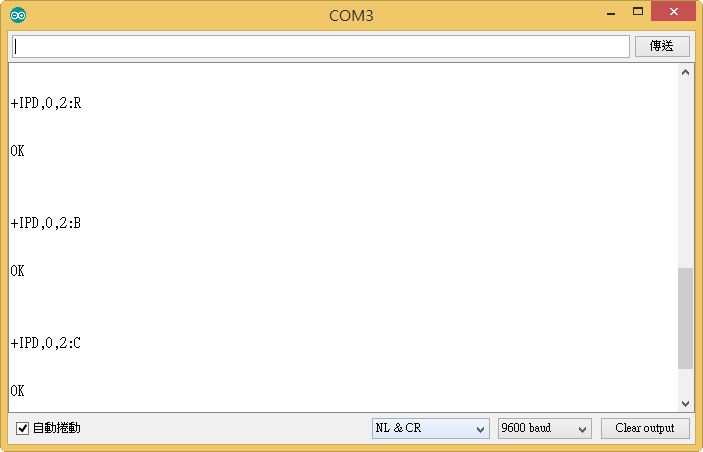 COM3
傳送
+IPD,0,2:R
OK
+IPD,0,2:B
OK
+IPD,0,2:C
OK
自動捲動
NL & CR
9600 baud
Clear output